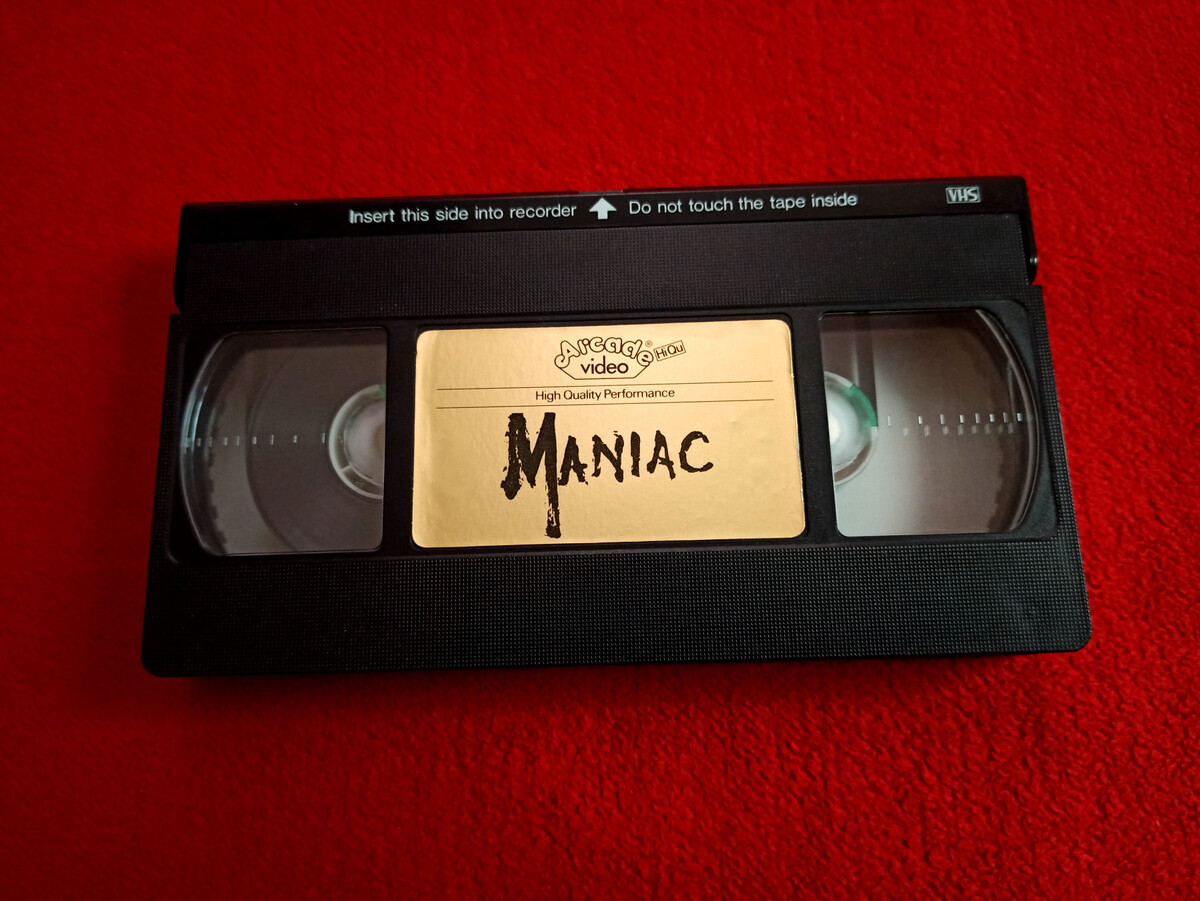 Insert this side into recorder Do not touch the tape inside VHS
Arcade® HiQu
video
High Quality Performance
MANIAC